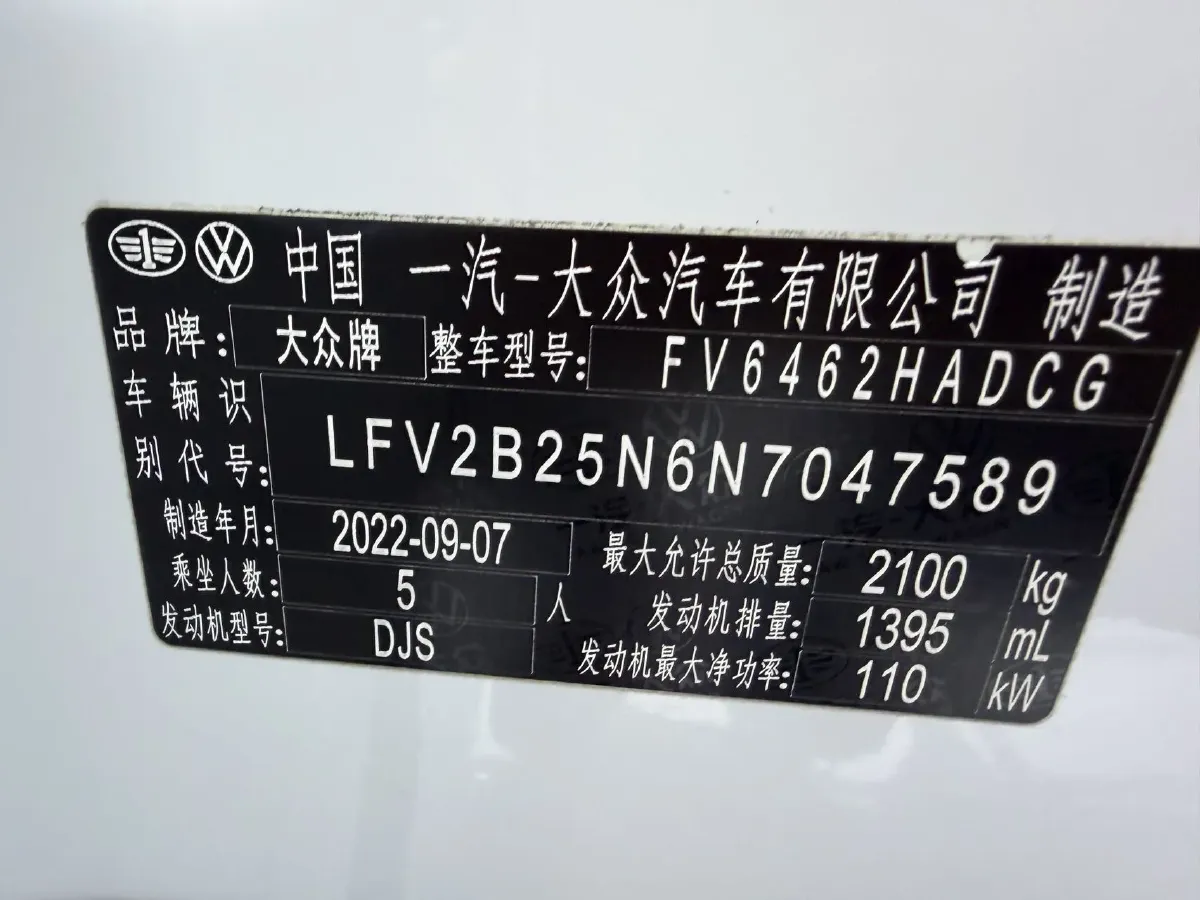 中国 一汽-大众汽车有限公司 制造
品牌: 大众牌 整车型号: FV6462HADCG
车辆识别代号: LFV2B25N6N7047589
制造年月: 2022-09-07 最大允许总质量: 2100 kg
乘坐人数: 5 人 发动机排量: 1395 mL
发动机型号: DJS 发动机最大净功率: 110 kW